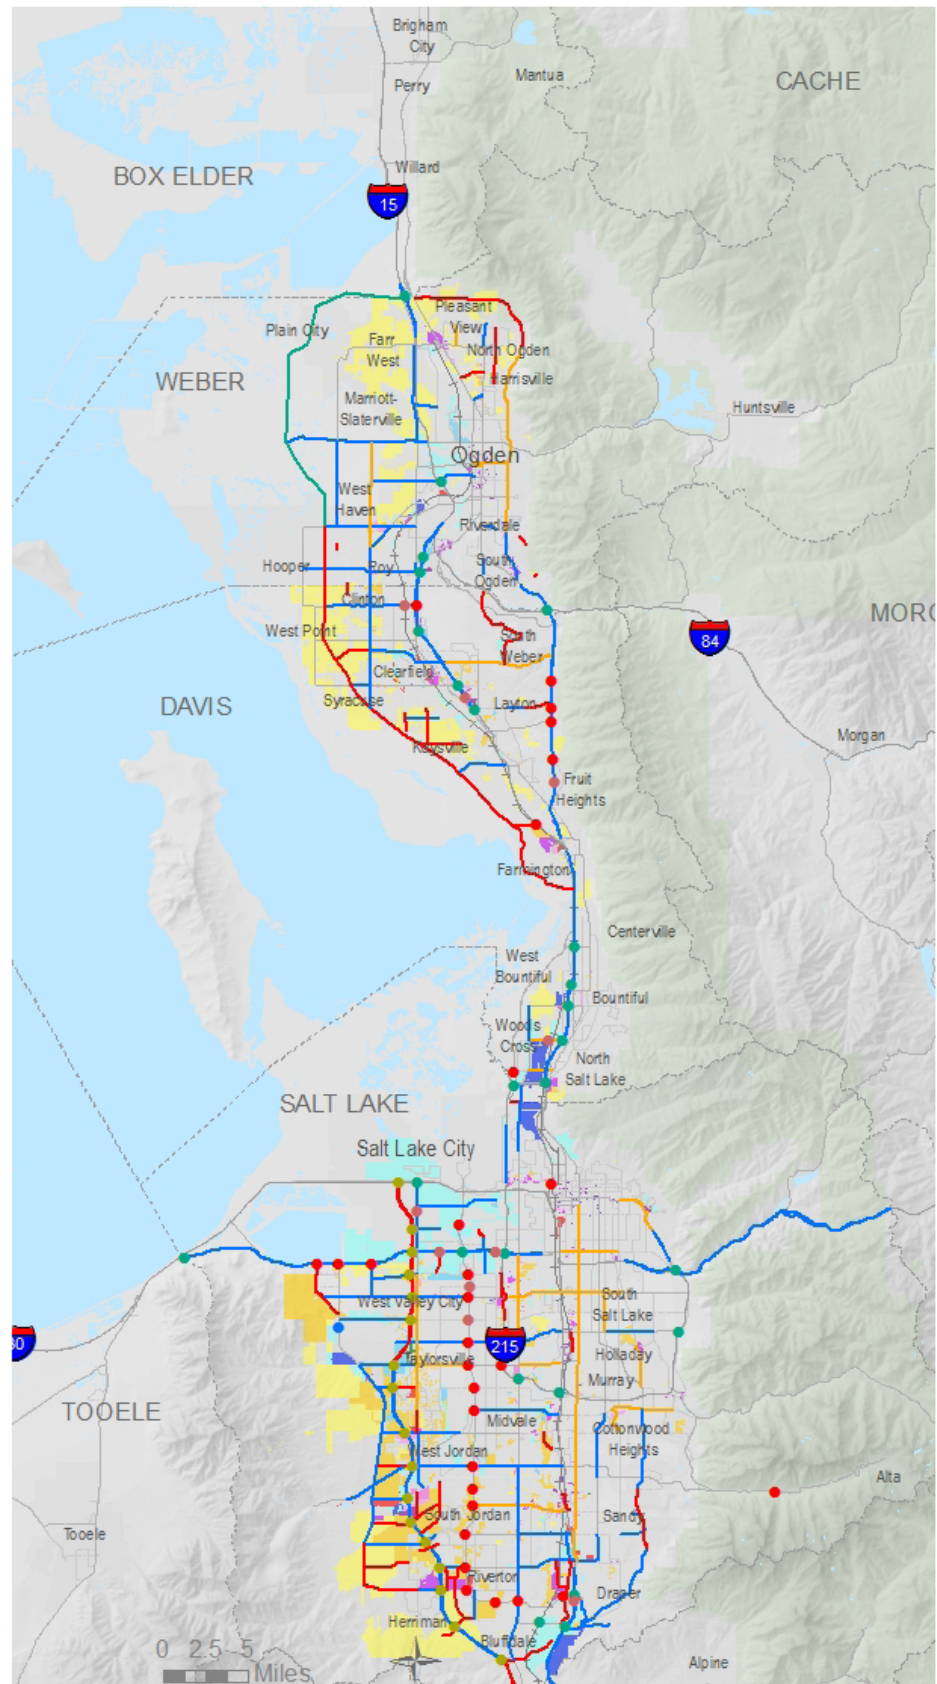 Brigham
City
CACHE
Mantua
Perry
Willard
BOX ELDER
15
Pleasant
View
Plain City
Farr
West
North Ogden
WEBER
Harrisville
Marriott-
Slaterville
Huntsville
Ogden
West
Haven
Riverdale
Hooper
Roy
South
Ogden
Clinton
MORG
West Point
South
Weber
84
Clearfield
Syracuse
Layton
DAVIS
Morgan
Kaysville
Fruit
Heights
Farmington
Centerville
West
Bountiful
Bountiful
Woods
Cross
North
Salt Lake
SALT LAKE
Salt Lake City
West Valley City
South
Salt Lake
80
215
Taylorsville
Holladay
Murray
TOOELE
Midvale
Cottonwood
Heights
West Jordan
Alta
South Jordan
Sandy
Tooele
Riverton
Draper
Herriman
Bluffdale
0 2.5 5
Miles
Alpine